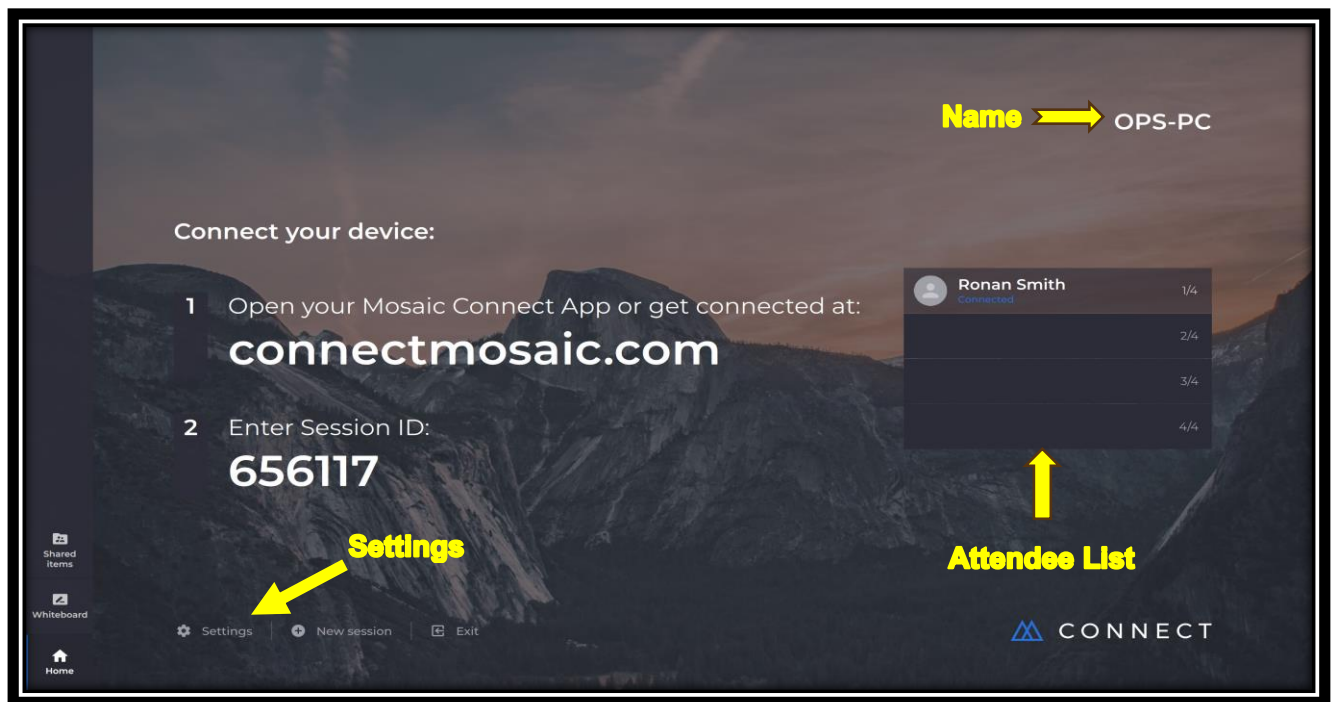 Name
OPS-PC
Connect your device:
1 Open your Mosaic Connect App or get connected at:
connectmosaic.com
2 Enter Session ID:
656117
Ronan Smith 1/4
Connected
2/4
3/4
4/4
Attendee List
Settings
Settings New session Exit
CONNECT
Shared
items
Whiteboard
Home